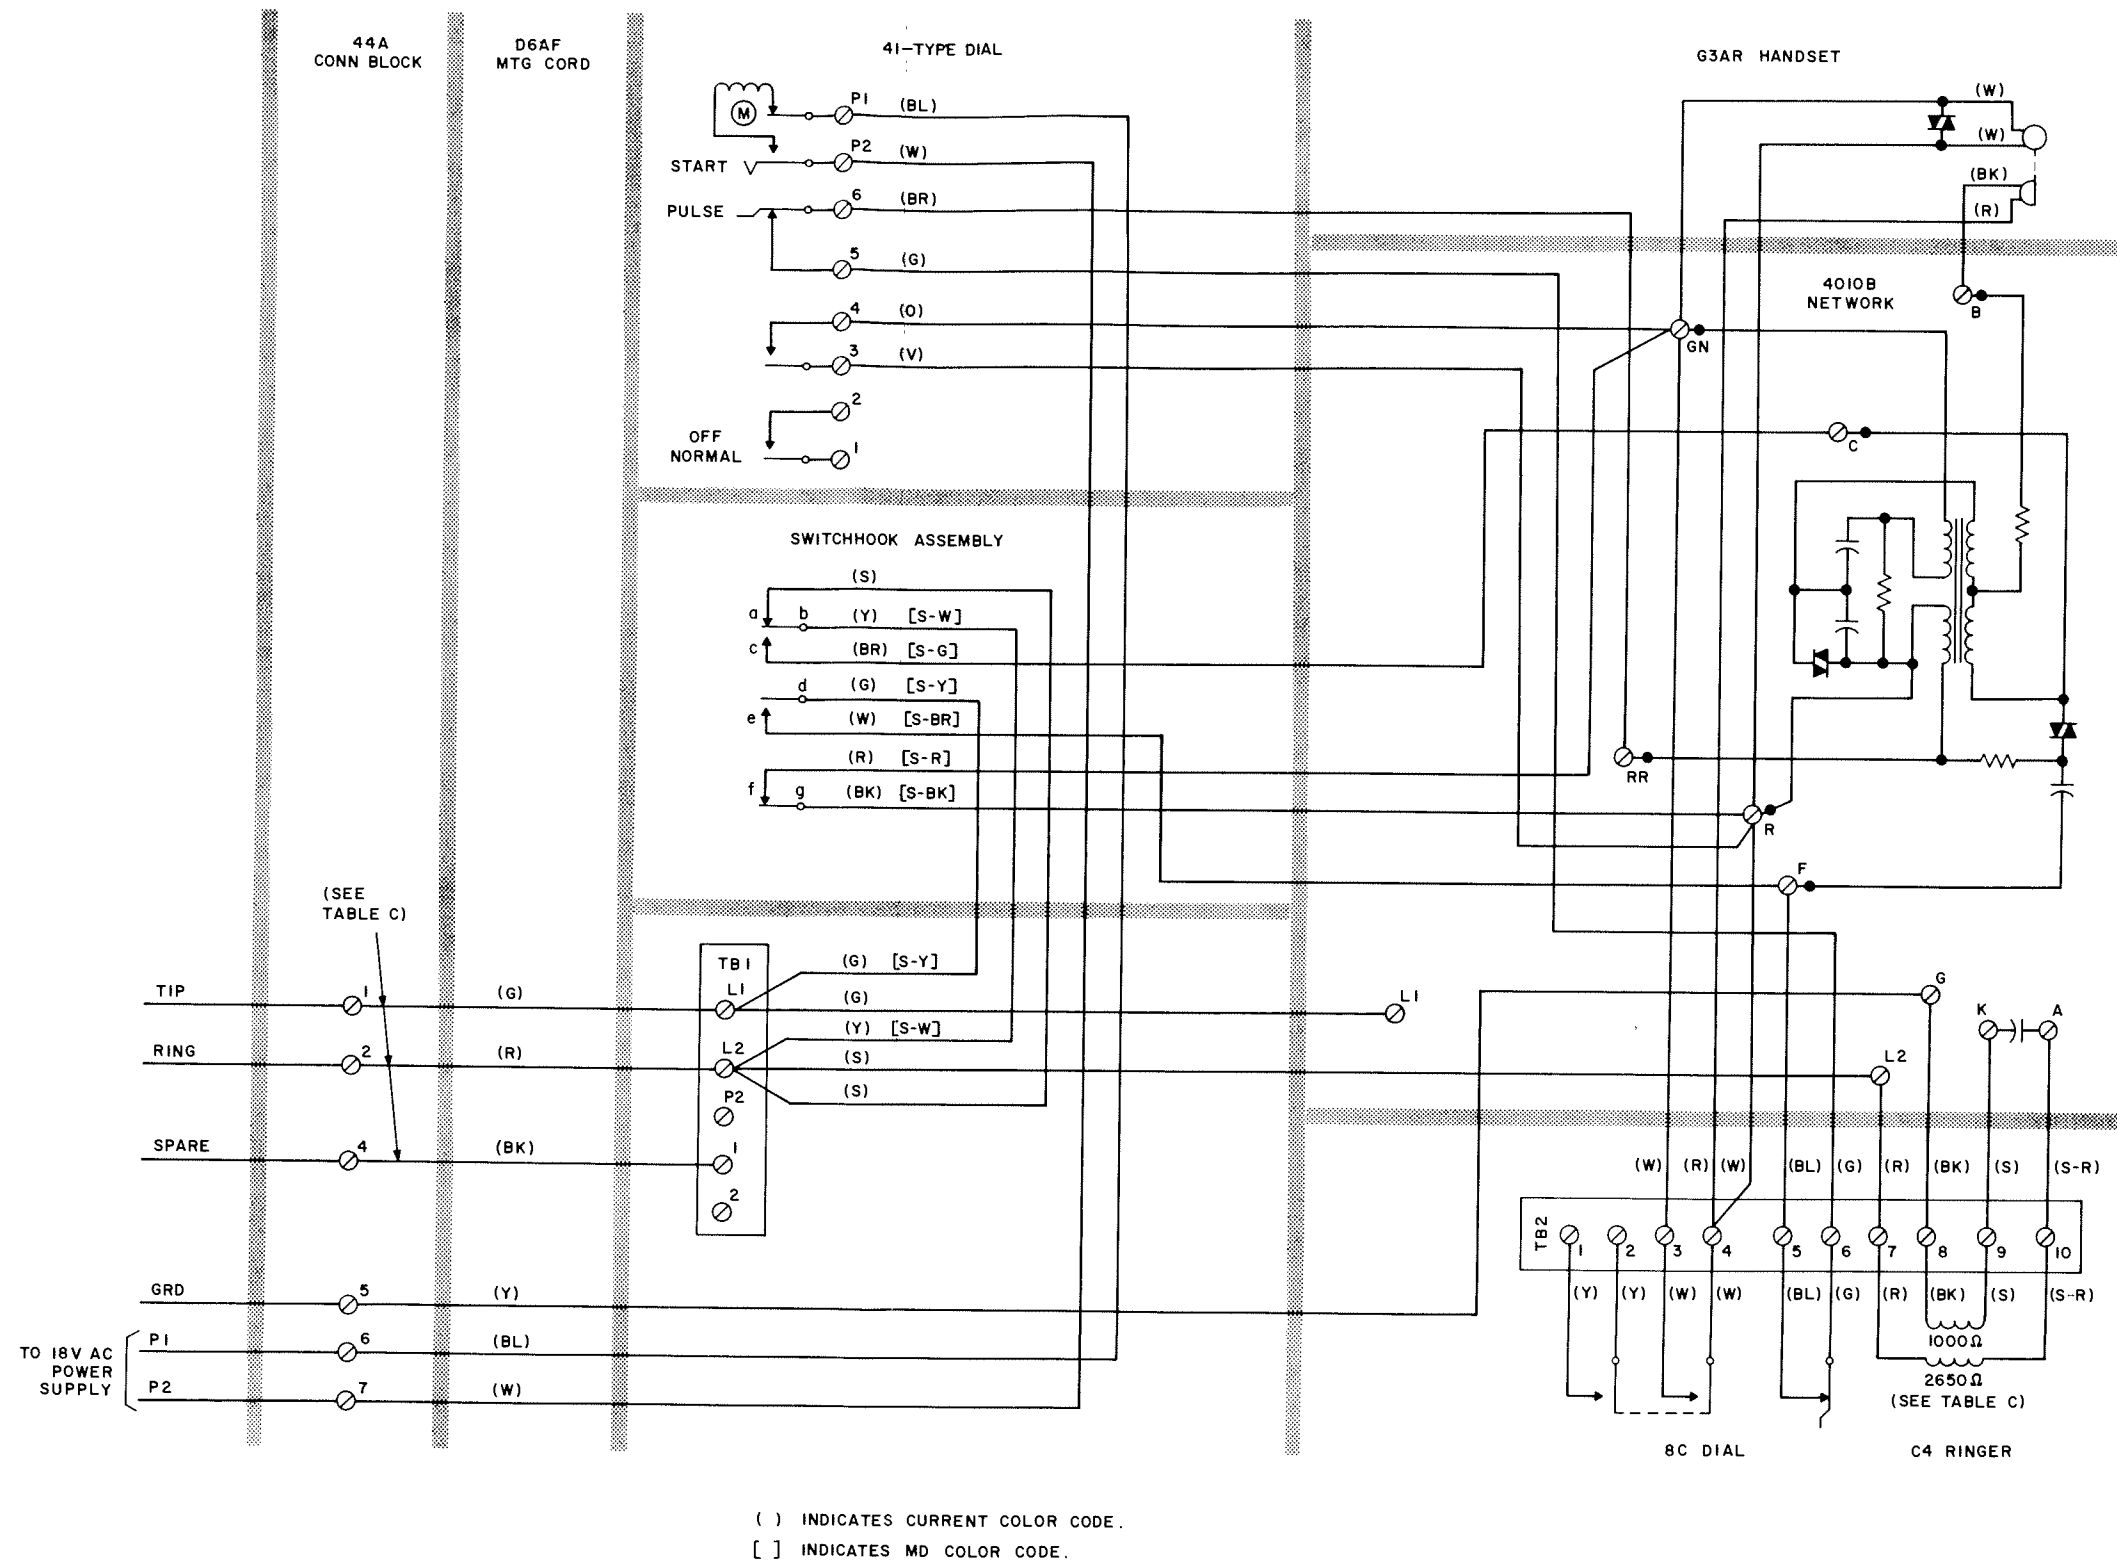 44A
CONN BLOCK
D6AF
MTG CORD
41-TYPE DIAL
G3AR HANDSET
M
P1 (BL)
START
P2 (W)
PULSE
6 (BR)
5 (G)
4 (O)
3 (V)
2
OFF
NORMAL
1
(W)
(W)
(BK)
(R)
4010B
NETWORK
B
GN
C
RR
R
F
SWITCHHOOK ASSEMBLY
(S)
a b (Y) [S-W]
c (BR) [S-G]
d (G) [S-Y]
e (W) [S-BR]
(R) [S-R]
f g (BK) [S-BK]
(SEE
TABLE C)
TB1
TIP 1 (G) L1
(G) [S-Y]
(G) L1
RING 2 (R) L2
(Y) [S-W]
(S) L2
(S)
P2
SPARE 4 (BK) 1
2
G
K A
GRD 5 (Y)
TO 18V AC
POWER
SUPPLY
P1 6 (BL)
P2 7 (W)
(W) (R) (W) (BL) (G) (R) (BK) (S) (S-R)
TB2 1 2 3 4 5 6 7 8 9 10
(Y) (Y) (W) (W) (BL) (G) (R) (BK) (S) (S-R)
1000Ω
2650Ω
(SEE TABLE C)
8C DIAL
C4 RINGER
( ) INDICATES CURRENT COLOR CODE.
[ ] INDICATES MD COLOR CODE.